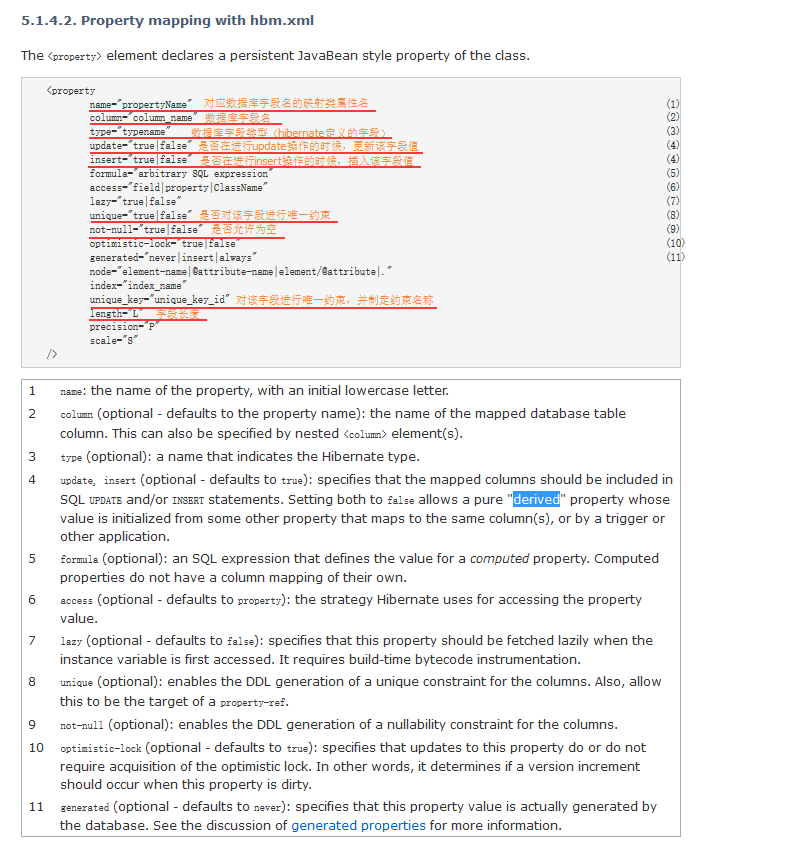 5.1.4.2. Property mapping with hbm.xml
The <property> element declares a persistent JavaBean style property of the class.
<property
name="propertyName" 对应数据库字段名的映射类属性名 (1)
column="column_name" 数据库字段名 (2)
type="typename" 数据库字段类型（hibernate定义的字段） (3)
update="true|false" 是否在进行update操作的时候，更新该字段值 (4)
insert="true|false" 是否在进行insert操作的时候，插入该字段值 (4)
formula="arbitrary SQL expression" (5)
access="field|property|ClassName" (6)
lazy="true|false" (7)
unique="true|false" 是否对该字段进行唯一约束 (8)
not-null="true|false" 是否允许为空 (9)
optimistic-lock="true|false" (10)
generated="never|insert|always" (11)
node="element-name|@attribute-name|element/@attribute|."
index="index_name"
unique_key="unique_key_id" 对该字段进行唯一约束，并制定约束名称
length="L" 字段长度
precision="P"
scale="S"
/>
1 name: the name of the property, with an initial lowercase letter.
2 column (optional - defaults to the property name): the name of the mapped database table
column. This can also be specified by nested <column> element(s).
3 type (optional): a name that indicates the Hibernate type.
4 update, insert (optional - defaults to true): specifies that the mapped columns should be included in
SQL UPDATE and/or INSERT statements. Setting both to false allows a pure "derived" property whose
value is initialized from some other property that maps to the same column(s), or by a trigger or
other application.
5 formula (optional): an SQL expression that defines the value for a computed property. Computed
properties do not have a column mapping of their own.
6 access (optional - defaults to property): the strategy Hibernate uses for accessing the property
value.
7 lazy (optional - defaults to false): specifies that this property should be fetched lazily when the
instance variable is first accessed. It requires build-time bytecode instrumentation.
8 unique (optional): enables the DDL generation of a unique constraint for the columns. Also, allow
this to be the target of a property-ref.
9 not-null (optional): enables the DDL generation of a nullability constraint for the columns.
10 optimistic-lock (optional - defaults to true): specifies that updates to this property do or do not
require acquisition of the optimistic lock. In other words, it determines if a version increment
should occur when this property is dirty.
11 generated (optional - defaults to never): specifies that this property value is actually generated by
the database. See the discussion of generated properties for more information.